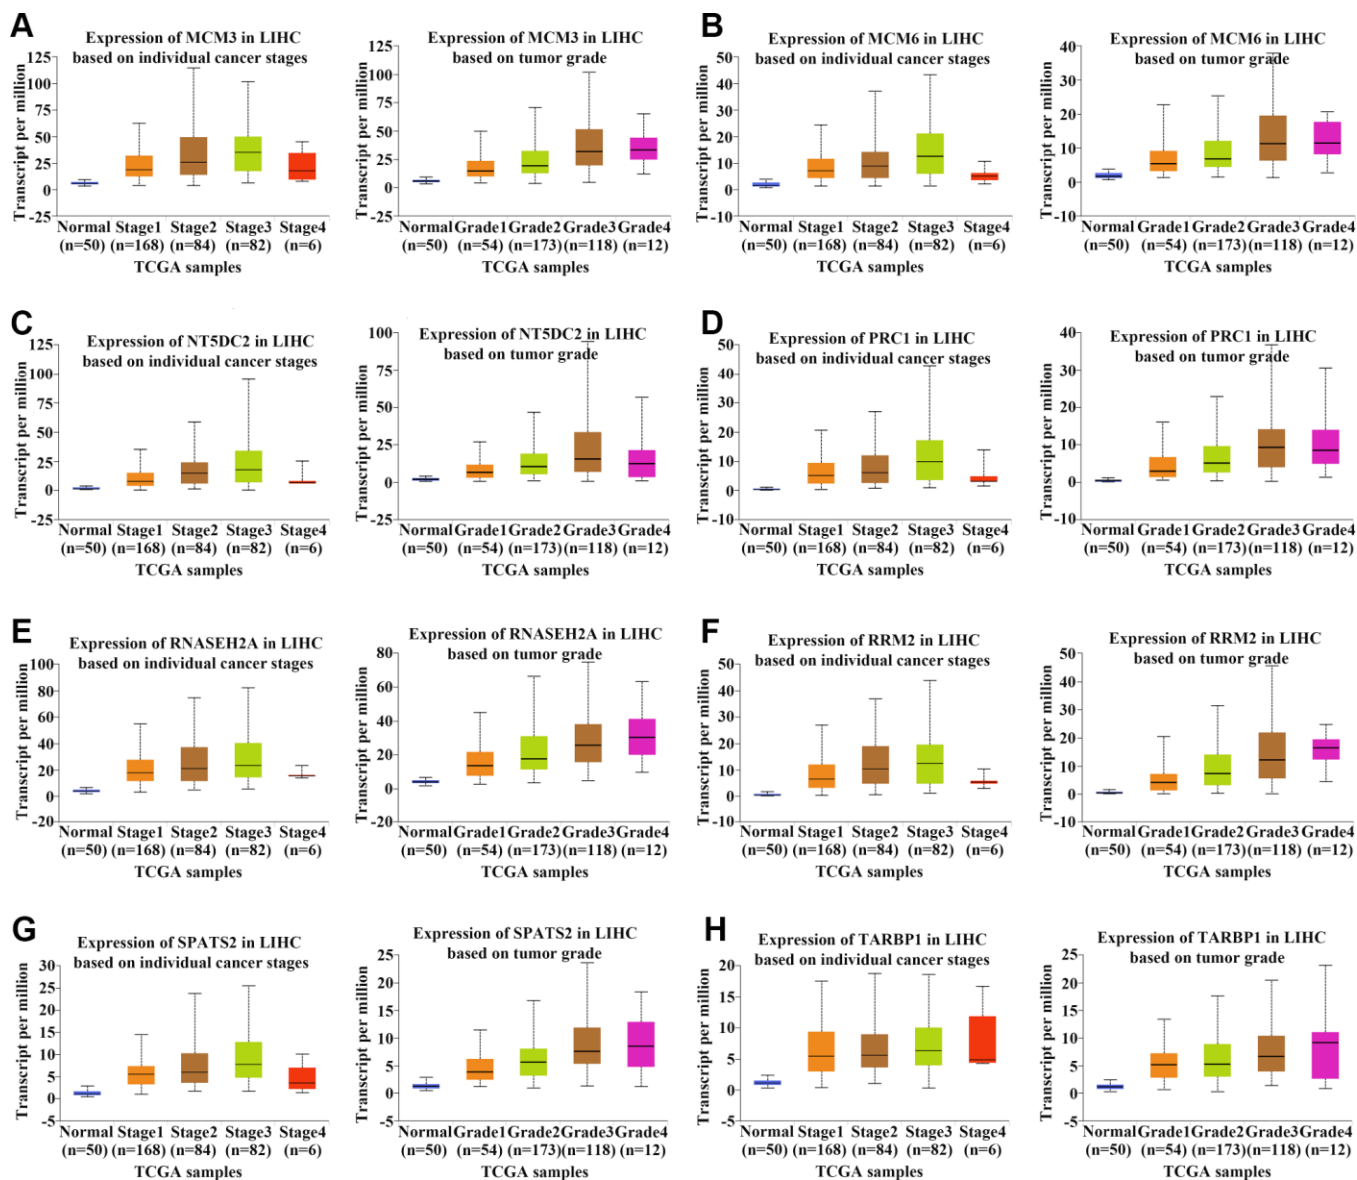 A
Expression of MCM3 in LIHC
based on individual cancer stages
Transcript per million
125
100
75
50
25
0
-25
Normal Stage1 Stage2 Stage3 Stage4
(n=50) (n=168) (n=84) (n=82) (n=6)
TCGA samples
Expression of MCM3 in LIHC
based on tumor grade
Transcript per million
125
100
75
50
25
0
-25
Normal Grade1 Grade2 Grade3 Grade4
(n=50) (n=54) (n=173) (n=118) (n=12)
TCGA samples
B
Expression of MCM6 in LIHC
based on individual cancer stages
Transcript per million
50
40
30
20
10
0
-10
Normal Stage1 Stage2 Stage3 Stage4
(n=50) (n=168) (n=84) (n=82) (n=6)
TCGA samples
Expression of MCM6 in LIHC
based on tumor grade
Transcript per million
40
30
20
10
0
-10
Normal Grade1 Grade2 Grade3 Grade4
(n=50) (n=54) (n=173) (n=118) (n=12)
TCGA samples
C
Expression of NT5DC2 in LIHC
based on individual cancer stages
Transcript per million
125
100
75
50
25
0
-25
Normal Stage1 Stage2 Stage3 Stage4
(n=50) (n=168) (n=84) (n=82) (n=6)
TCGA samples
Expression of NT5DC2 in LIHC
based on tumor grade
Transcript per million
100
75
50
25
0
-25
Normal Grade1 Grade2 Grade3 Grade4
(n=50) (n=54) (n=173) (n=118) (n=12)
TCGA samples
D
Expression of PRC1 in LIHC
based on individual cancer stages
Transcript per million
50
40
30
20
10
0
-10
Normal Stage1 Stage2 Stage3 Stage4
(n=50) (n=168) (n=84) (n=82) (n=6)
TCGA samples
Expression of PRC1 in LIHC
based on tumor grade
Transcript per million
40
30
20
10
0
-10
Normal Grade1 Grade2 Grade3 Grade4
(n=50) (n=54) (n=173) (n=118) (n=12)
TCGA samples
E
Expression of RNASEH2A in LIHC
based on individual cancer stages
Transcript per million
100
80
60
40
20
0
-20
Normal Stage1 Stage2 Stage3 Stage4
(n=50) (n=168) (n=84) (n=82) (n=6)
TCGA samples
Expression of RNASEH2A in LIHC
based on tumor grade
Transcript per million
80
60
40
20
0
-20
Normal Grade1 Grade2 Grade3 Grade4
(n=50) (n=54) (n=173) (n=118) (n=12)
TCGA samples
F
Expression of RRM2 in LIHC
based on individual cancer stages
Transcript per million
50
40
30
20
10
0
-10
Normal Stage1 Stage2 Stage3 Stage4
(n=50) (n=168) (n=84) (n=82) (n=6)
TCGA samples
Expression of RRM2 in LIHC
based on tumor grade
Transcript per million
50
40
30
20
10
0
-10
Normal Grade1 Grade2 Grade3 Grade4
(n=50) (n=54) (n=173) (n=118) (n=12)
TCGA samples
G
Expression of SPATS2 in LIHC
based on individual cancer stages
Transcript per million
30
25
20
15
10
5
0
-5
Normal Stage1 Stage2 Stage3 Stage4
(n=50) (n=168) (n=84) (n=82) (n=6)
TCGA samples
Expression of SPATS2 in LIHC
based on tumor grade
Transcript per million
25
20
15
10
5
0
-5
Normal Grade1 Grade2 Grade3 Grade4
(n=50) (n=54) (n=173) (n=118) (n=12)
TCGA samples
H
Expression of TARBP1 in LIHC
based on individual cancer stages
Transcript per million
20
15
10
5
0
-5
Normal Stage1 Stage2 Stage3 Stage4
(n=50) (n=168) (n=84) (n=82) (n=6)
TCGA samples
Expression of TARBP1 in LIHC
based on tumor grade
Transcript per million
25
20
15
10
5
0
-5
Normal Grade1 Grade2 Grade3 Grade4
(n=50) (n=54) (n=173) (n=118) (n=12)
TCGA samples